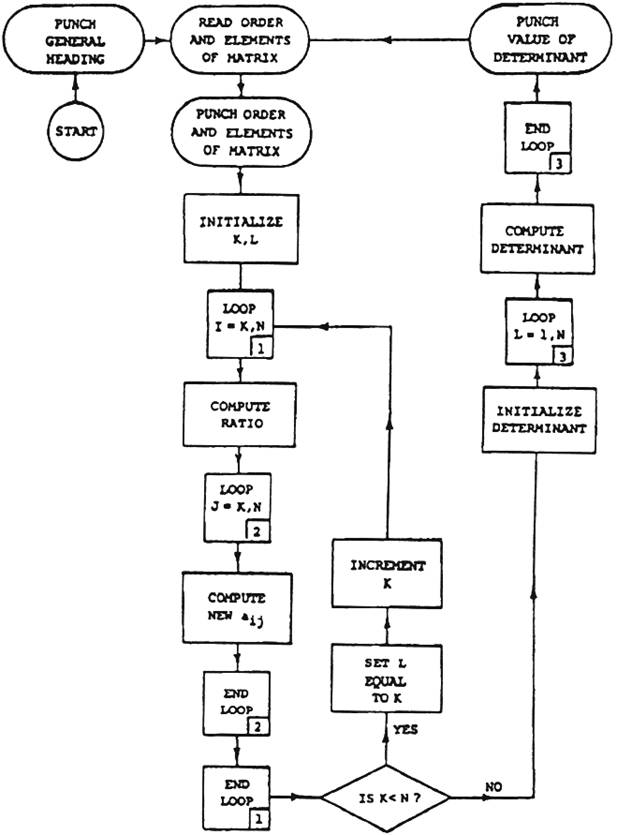 PUNCH
GENERAL
HEADING
READ ORDER
AND ELEMENTS
OF MATRIX
PUNCH
VALUE OF
DETERMINANT
START
PUNCH ORDER
AND ELEMENTS
OF MATRIX
INITIALIZE
K,L
LOOP
I = K,N
1
COMPUTE
RATIO
LOOP
J = K,N
2
COMPUTE
NEW aij
END
LOOP
2
END
LOOP
1
IS K < N ?
YES
SET L
EQUAL
TO K
INCREMENT
K
NO
INITIALIZE
DETERMINANT
LOOP
L = 1,N
3
COMPUTE
DETERMINANT
END
LOOP
3